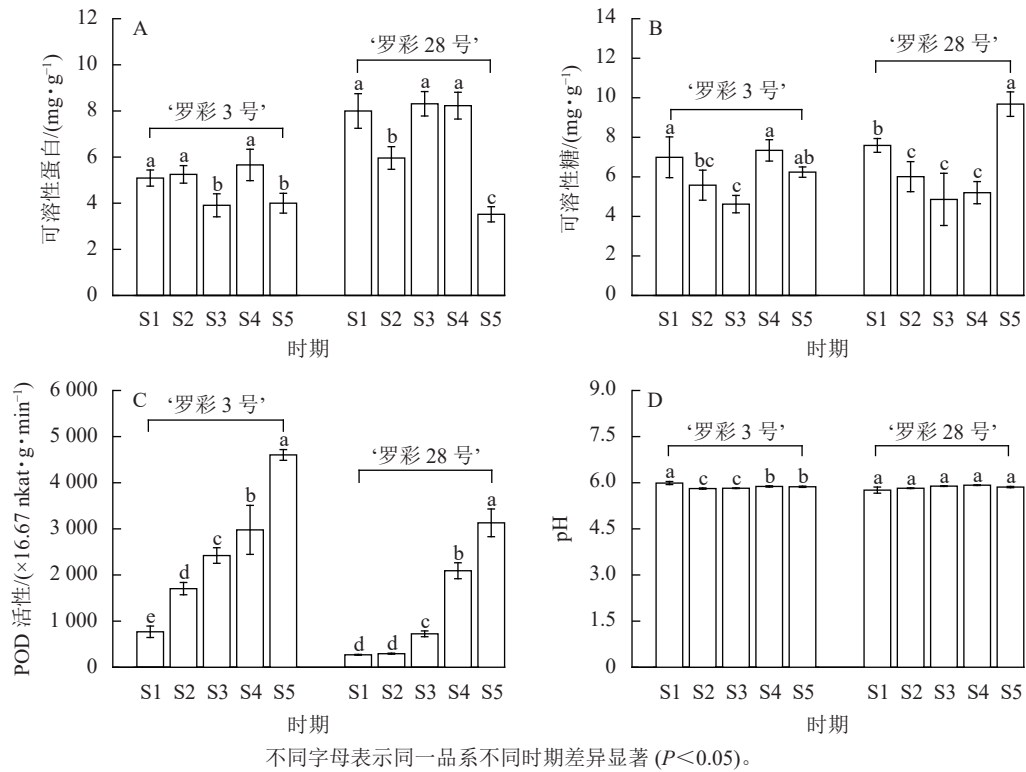 A
可溶性蛋白/(mg•g⁻¹)
12
10
8
6
4
2
0
‘罗彩 3 号’
a
a
b
a
b
‘罗彩 28 号’
a
b
a
a
c
S1 S2 S3 S4 S5
S1 S2 S3 S4 S5
时期
B
可溶性糖/(mg•g⁻¹)
14
12
10
8
6
4
2
0
‘罗彩 3 号’
a
bc
c
a
ab
‘罗彩 28 号’
b
c
c
c
a
S1 S2 S3 S4 S5
S1 S2 S3 S4 S5
时期
C
POD 活性/(×16.67 nkat•g•min⁻¹)
6 000
5 000
4 000
3 000
2 000
1 000
0
‘罗彩 3 号’
e
d
c
b
a
‘罗彩 28 号’
d
d
c
b
a
S1 S2 S3 S4 S5
S1 S2 S3 S4 S5
时期
D
pH
9.0
7.5
6.0
4.5
3.0
1.5
0
‘罗彩 3 号’
a
c
c
b
b
‘罗彩 28 号’
a
a
a
a
a
S1 S2 S3 S4 S5
S1 S2 S3 S4 S5
时期
不同字母表示同一品系不同时期差异显著 (P＜0.05)。